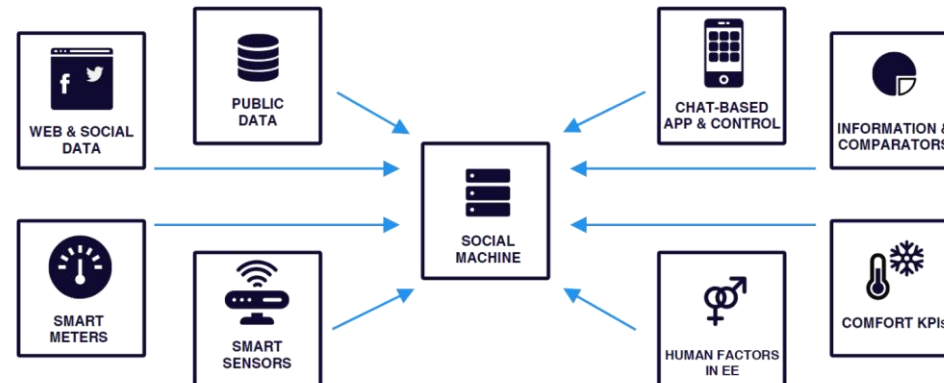 WEB & SOCIAL
DATA
PUBLIC
DATA
CHAT-BASED
APP & CONTROL
INFORMATION &
COMPARATORS
SOCIAL
MACHINE
SMART
METERS
SMART
SENSORS
HUMAN FACTORS
IN EE
COMFORT KPIs